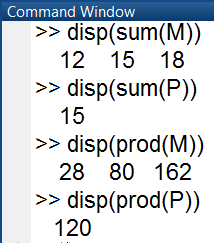 Command Window
>> disp(sum(M))
12 15 18
>> disp(sum(P))
15
>> disp(prod(M))
28 80 162
>> disp(prod(P))
120